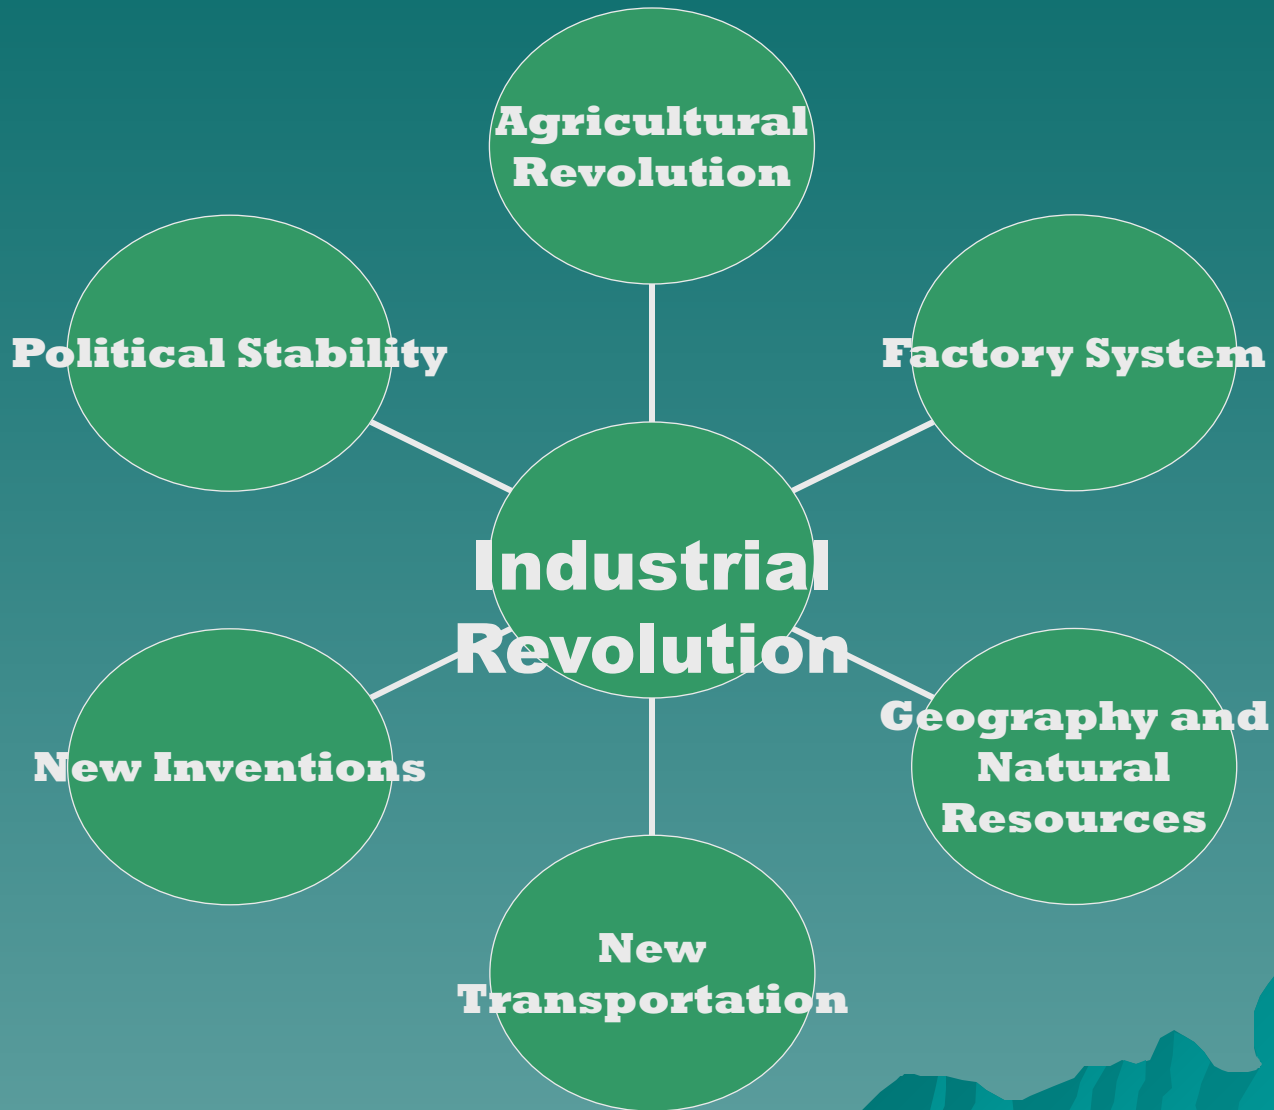 Agricultural
Revolution
Political Stability
Factory System
Industrial
Revolution
New Inventions
Geography and
Natural
Resources
New
Transportation